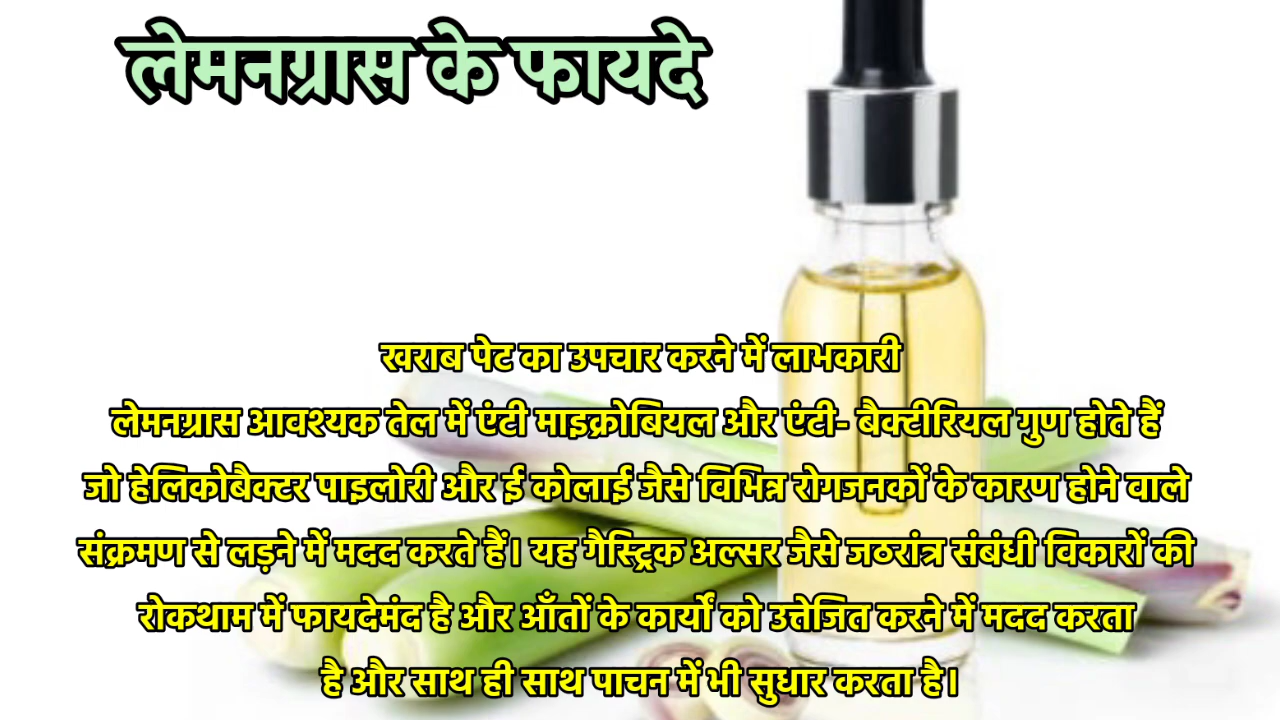 लेमनग्रास के फायदे
खराब पेट का उपचार करने में लाभकारी
लेमनग्रास आवश्यक तेल में एंटी माइक्रोबियल और एंटी- बैक्टीरियल गुण होते हैं
जो हेलिकोबैक्टर पाइलोरी और ई कोलाई जैसे विभिन्न रोगजनकों के कारण होने वाले
संक्रमण से लड़ने में मदद करते हैं। यह गैस्ट्रिक अल्सर जैसे जठरांत्र संबंधी विकारों की
रोकथाम में फायदेमंद है और आँतों के कार्यों को उत्तेजित करने में मदद करता
है और साथ ही साथ पाचन में भी सुधार करता है।